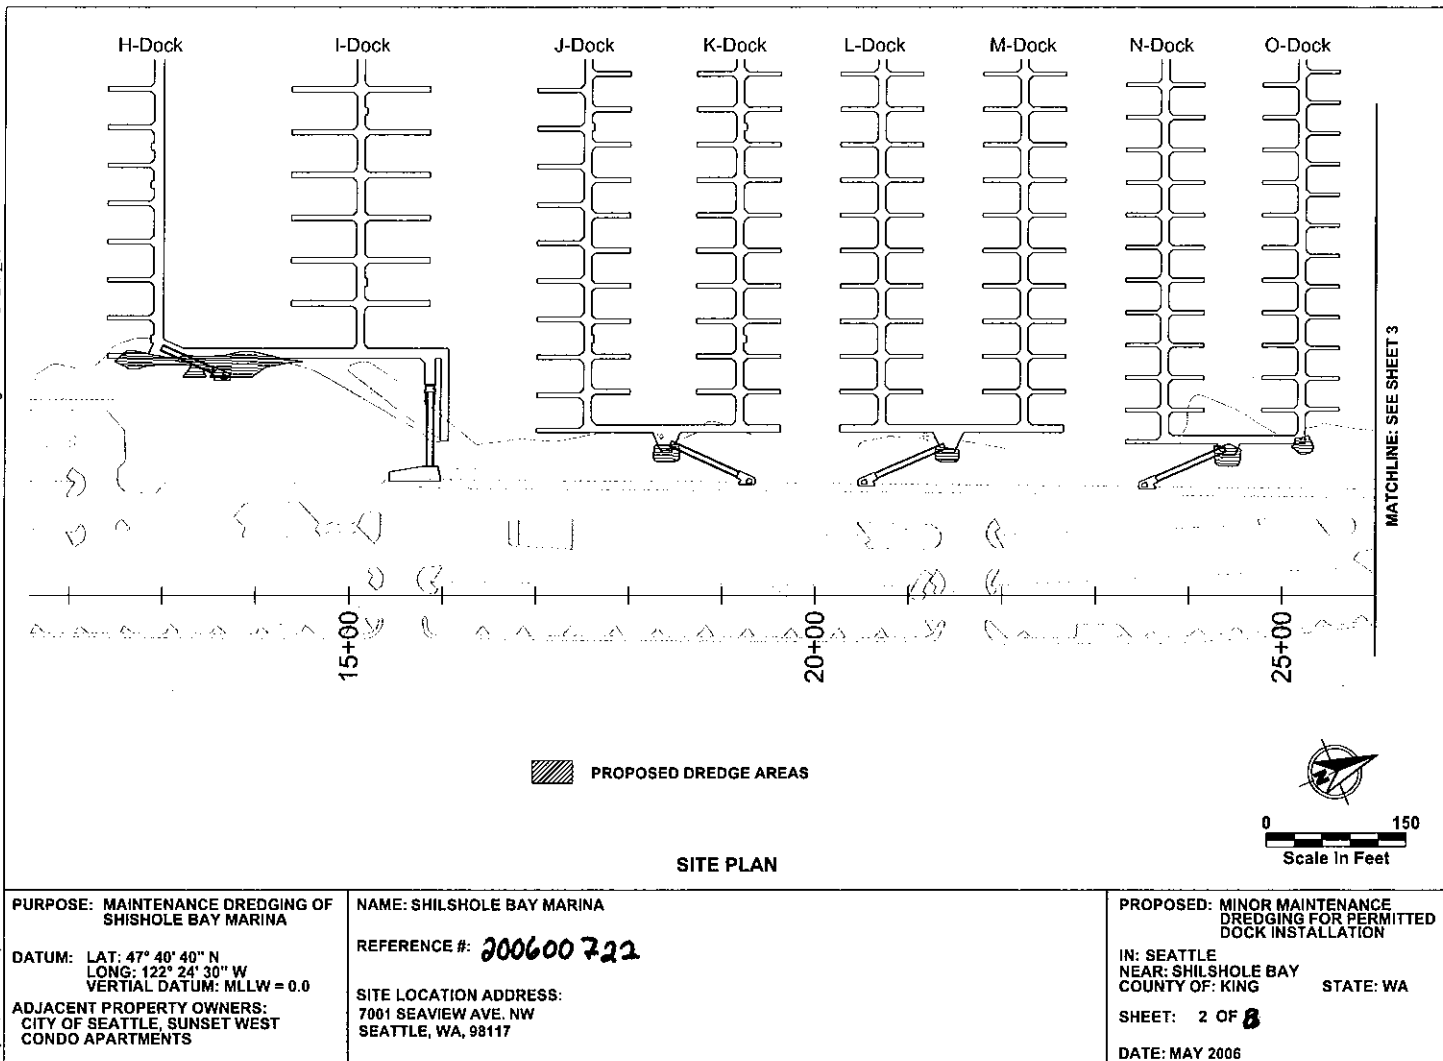 H-Dock I-Dock J-Dock K-Dock L-Dock M-Dock N-Dock O-Dock
MATCHLINE: SEE SHEET 3
15+00 20+00 25+00
PROPOSED DREDGE AREAS
N
0 150
Scale in Feet
SITE PLAN
PURPOSE: MAINTENANCE DREDGING OF
SHISHOLE BAY MARINA
DATUM: LAT: 47° 40' 40" N
LONG: 122° 24' 30" W
VERTIAL DATUM: MLLW = 0.0
ADJACENT PROPERTY OWNERS:
CITY OF SEATTLE, SUNSET WEST
CONDO APARTMENTS
NAME: SHILSHOLE BAY MARINA
REFERENCE #: 200600722
SITE LOCATION ADDRESS:
7001 SEAVIEW AVE. NW
SEATTLE, WA, 98117
PROPOSED: MINOR MAINTENANCE
DREDGING FOR PERMITTED
DOCK INSTALLATION
IN: SEATTLE
NEAR: SHILSHOLE BAY
COUNTY OF: KING STATE: WA
SHEET: 2 OF 8
DATE: MAY 2006